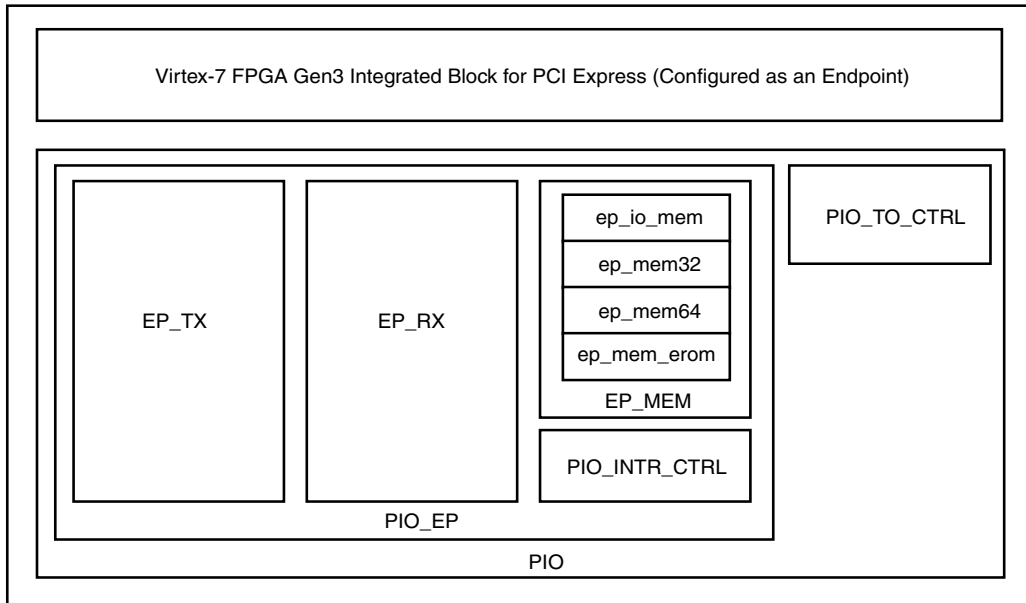 Virtex-7 FPGA Gen3 Integrated Block for PCI Express (Configured as an Endpoint)
EP_TX
EP_RX
ep_io_mem
ep_mem32
ep_mem64
ep_mem_erom
EP_MEM
PIO_INTR_CTRL
PIO_TO_CTRL
PIO_EP
PIO